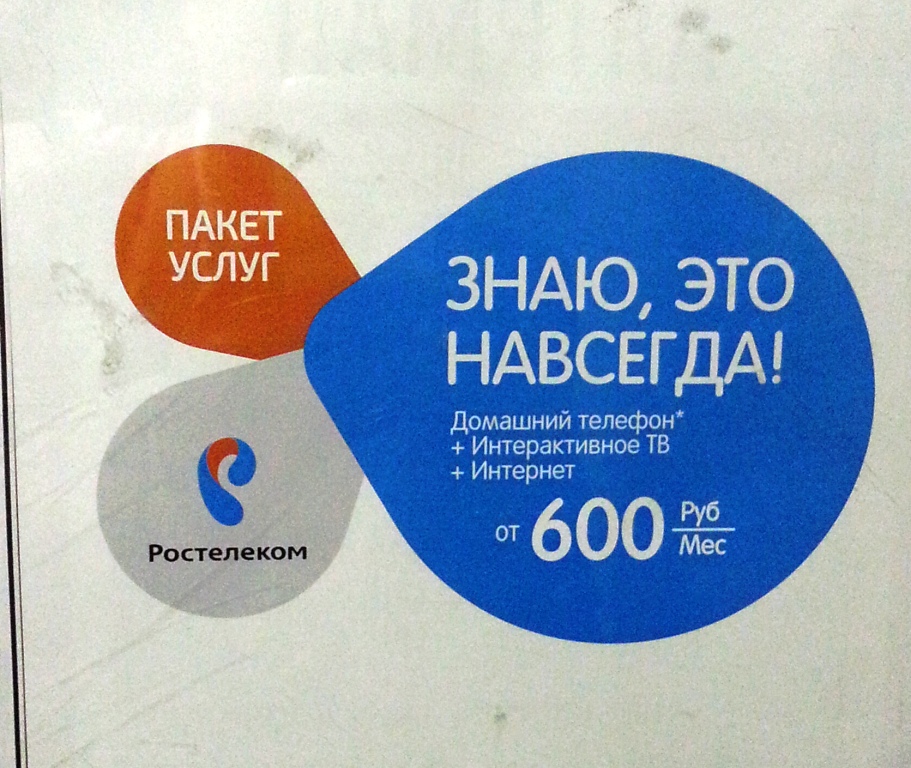 ПАКЕТ
УСЛУГ
ЗНАЮ, ЭТО
НАВСЕГДА!
Домашний телефон*
+ Интерактивное ТВ
+ Интернет
от 600 Руб
Мес
Ростелеком